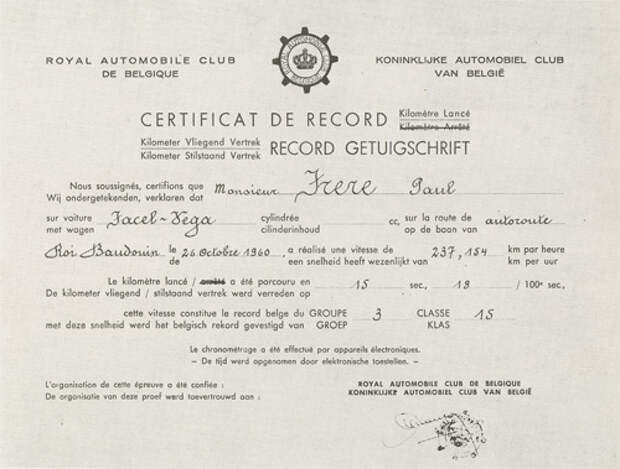 ROYAL AUTOMOBILE CLUB
DE BELGIQUE
KONINKLIJKE AUTOMOBIEL CLUB
VAN BELGIË
CERTIFICAT DE RECORD Kilomètre Lancé
Kilomètre Arrêté
Kilometer Vliegend Vertrek
Kilometer Stilstaand Vertrek RECORD GETUIGSCHRIFT
Nous soussignés, certifions que Monsieur Frere Paul
Wij ondergetekenden, verklaren dat
sur voiture Facel-Vega cylindrée cc, sur la route de autoroute
met wagen cilinderinhoud op de baan van
Roi Baudouin le 26 Octobre 1960, a réalisé une vitesse de 237,154 km par heure
de een snelheid heeft wezenlijkt van km per uur
Le kilomètre lancé / arrêté a été parcouru en 15 sec, 18 / 100e sec,
De kilometer vliegend / stilstaand vertrek werd verreden op
cette vitesse constitue le record belge du GROUPE 3 CLASSE 15
met deze snelheid werd het belgisch rekord gevestigd van GROEP KLAS
Le chronométrage a été effectué par appareils électroniques.
– De tijd werd opgenomen door elektronische toestellen. –
L'organisation de cette épreuve a été confiée :
De organisatie van deze proef werd toevertrouwd aan :
ROYAL AUTOMOBILE CLUB DE BELGIQUE
KONINKLIJKE AUTOMOBIEL CLUB VAN BELGIË